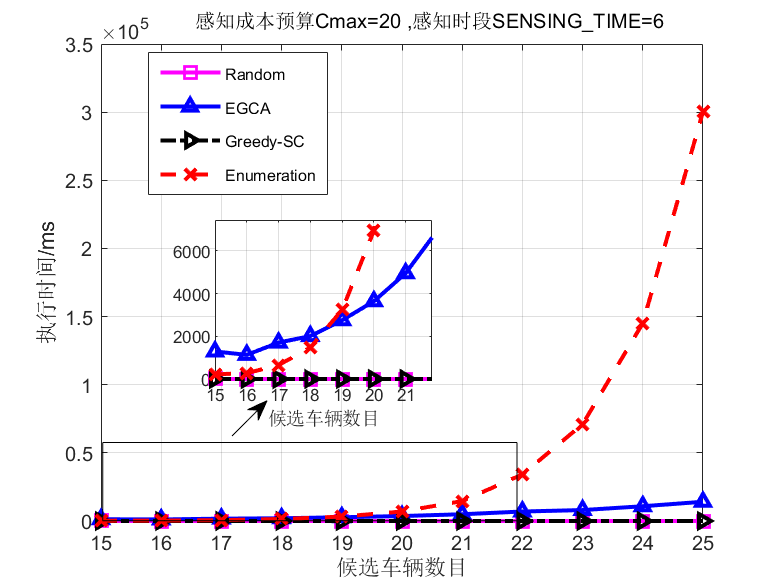 感知成本预算Cmax=20 ,感知时段SENSING_TIME=6
×10⁵
3.5
3
2.5
2
1.5
1
0.5
0
执行时间/ms
Random
EGCA
Greedy-SC
Enumeration
6000
4000
2000
0
15 16 17 18 19 20 21
候选车辆数目
15 16 17 18 19 20 21 22 23 24 25
候选车辆数目